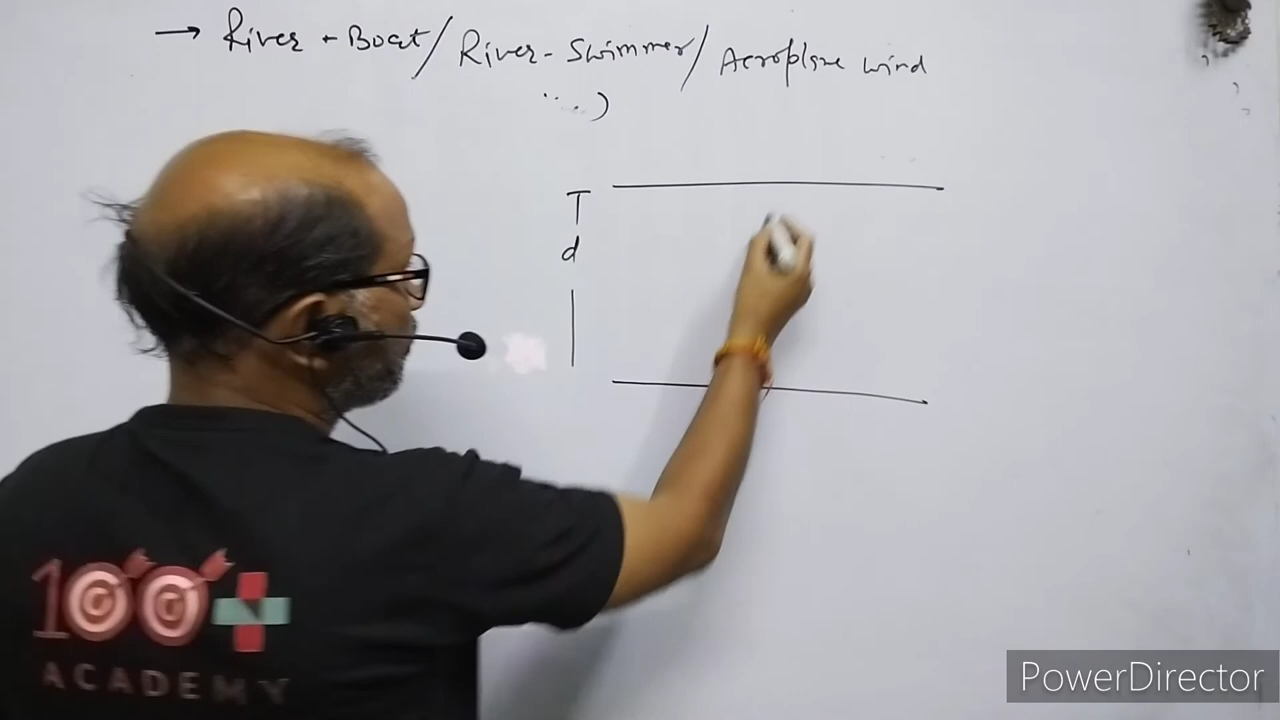 → River - Boat / River - Swimmer / Aeroplane wind
....)
d
100+
ACADEMY
PowerDirector